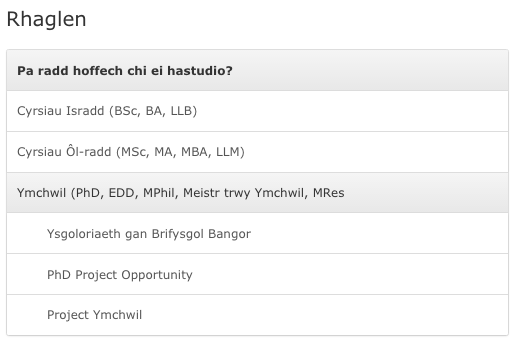 Rhaglen
Pa radd hoffech chi ei hastudio?
Cyrsiau Isradd (BSc, BA, LLB)
Cyrsiau Ôl-radd (MSc, MA, MBA, LLM)
Ymchwil (PhD, EDD, MPhil, Meistr trwy Ymchwil, MRes
Ysgoloriaeth gan Brifysgol Bangor
PhD Project Opportunity
Project Ymchwil